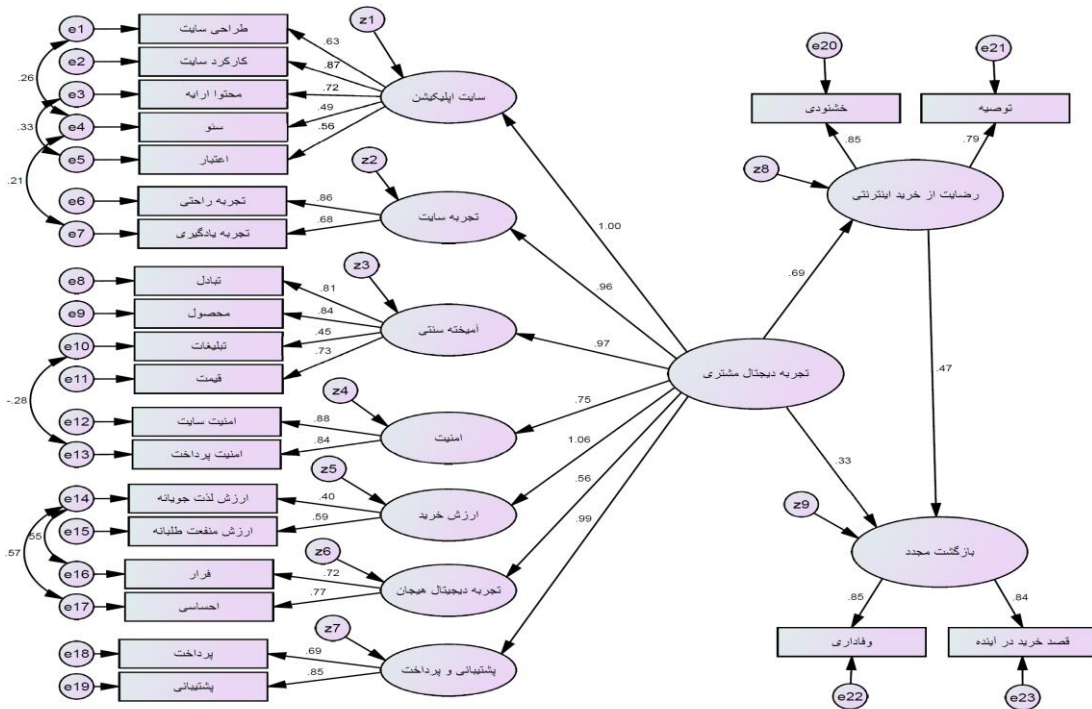 e1
طراحی سایت
e2
کارکرد سایت
e3
محتوا ارایه
e4
سئو
e5
اعتبار
.26
.33
.21
z1
.63
.87
.72
.49
.56
سایت اپلیکیشن
e6
تجربه راحتی
e7
تجربه یادگیری
z2
.86
.68
تجربه سایت
e8
تبادل
e9
محصول
e10
تبلیغات
e11
قیمت
z3
.81
.84
.45
.73
آمیخته سنتی
e12
امنیت سایت
e13
امنیت پرداخت
-.28
z4
.88
.84
امنیت
e14
ارزش لذت جویانه
e15
ارزش منفعت طلبانه
z5
.40
.59
ارزش خرید
.57
.55
e16
فرار
e17
احساسی
z6
.72
.77
تجربه دیجیتال هیجان
e18
پرداخت
e19
پشتیبانی
z7
.69
.85
پشتیبانی و پرداخت
1.00
.96
.97
.75
1.06
.56
.99
تجربه دیجتال مشتری
.69
.33
.47
e20
e21
خشنودی
توصیه
.85
.79
z8
رضایت از خرید اینترنتی
z9
بازگشت مجدد
.85
.84
وفاداری
قصد خرید در آینده
e22
e23